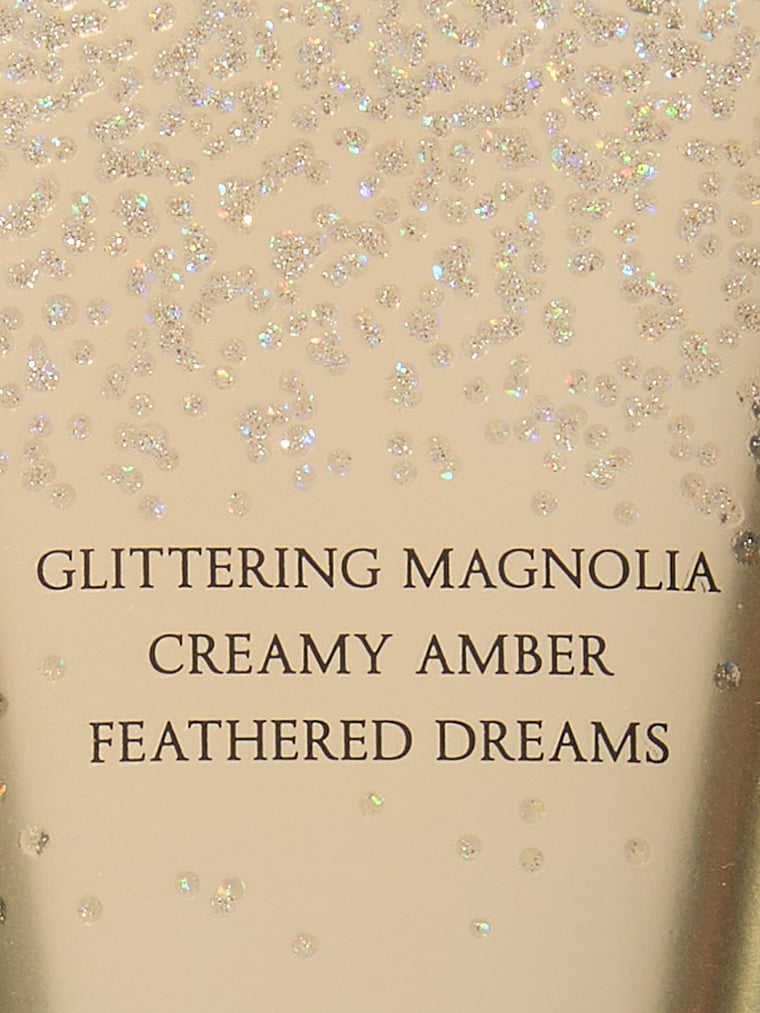 GLITTERING MAGNOLIA
CREAMY AMBER
FEATHERED DREAMS